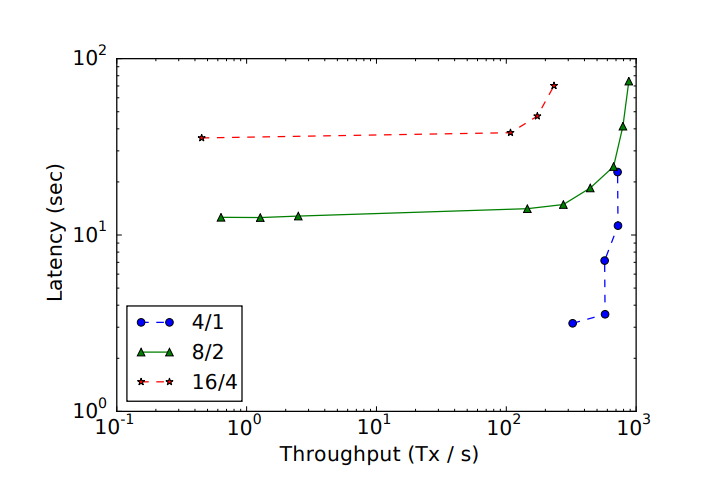 10²
10¹
10⁰
Latency (sec)
4/1
8/2
16/4
10⁻¹ 10⁰ 10¹ 10² 10³
Throughput (Tx / s)